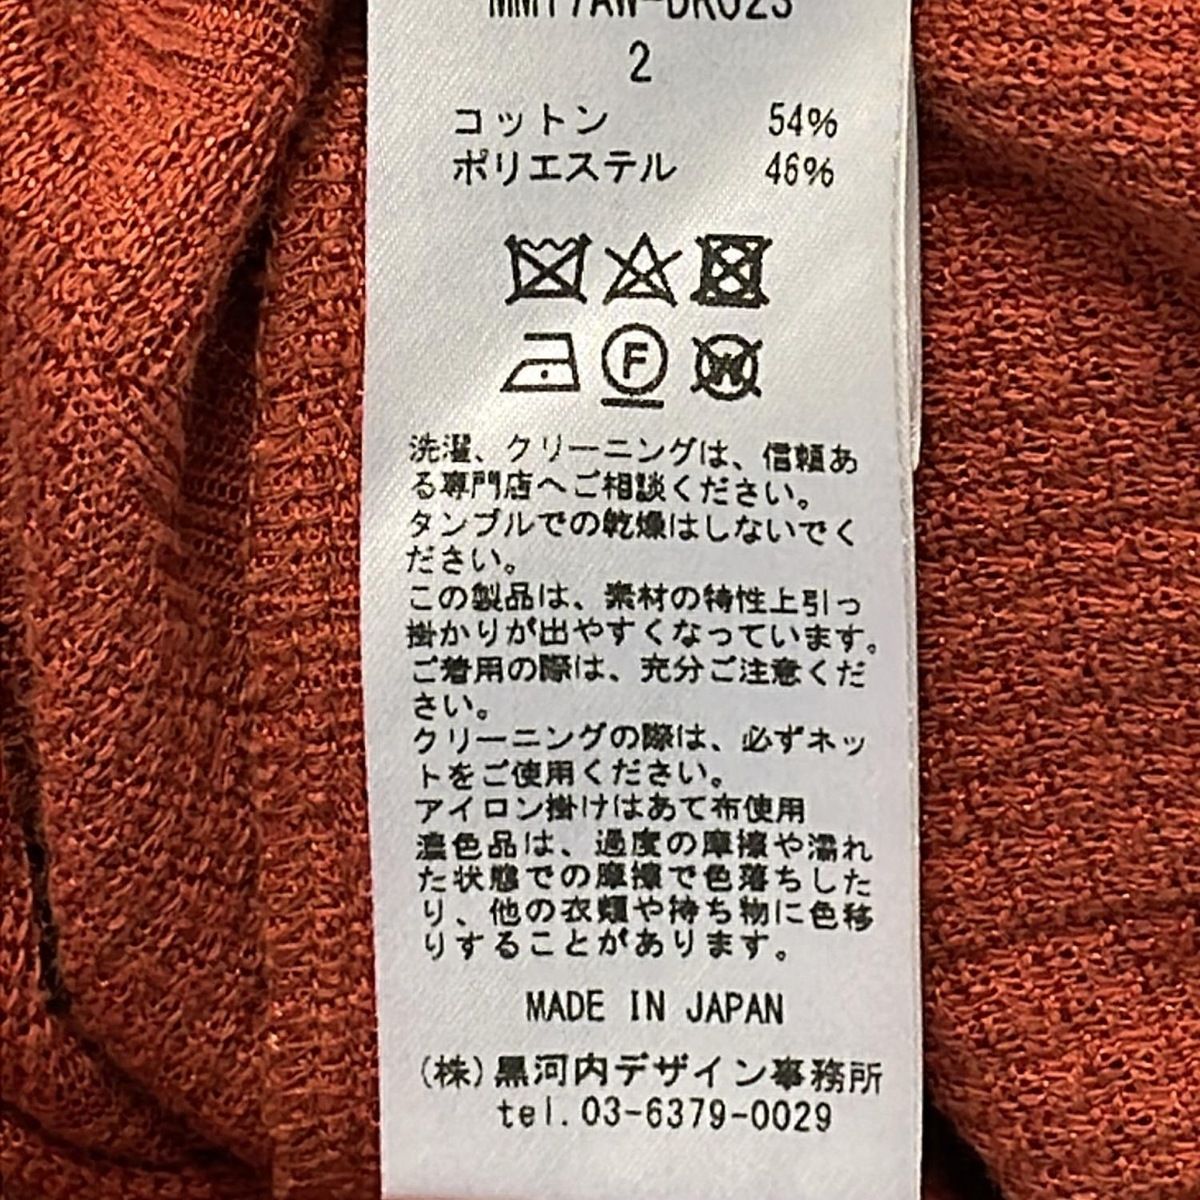 2
コットン 54%
ポリエステル 46%
F
W
洗濯、クリーニングは、信頼あ
る専門店へご相談ください。
タンブルでの乾燥はしないでく
ださい。
この製品は、素材の特性上引っ
掛かりが出やすくなっています。
ご着用の際は、充分ご注意くだ
さい。
クリーニングの際は、必ずネッ
トをご使用ください。
アイロン掛けはあて布使用
濃色品は、過度の摩擦や濡れ
た状態での摩擦で色落ちした
り、他の衣類や持ち物に色移
りすることがあります。
MADE IN JAPAN
(株)黒河内デザイン事務所
tel.03-6379-0029